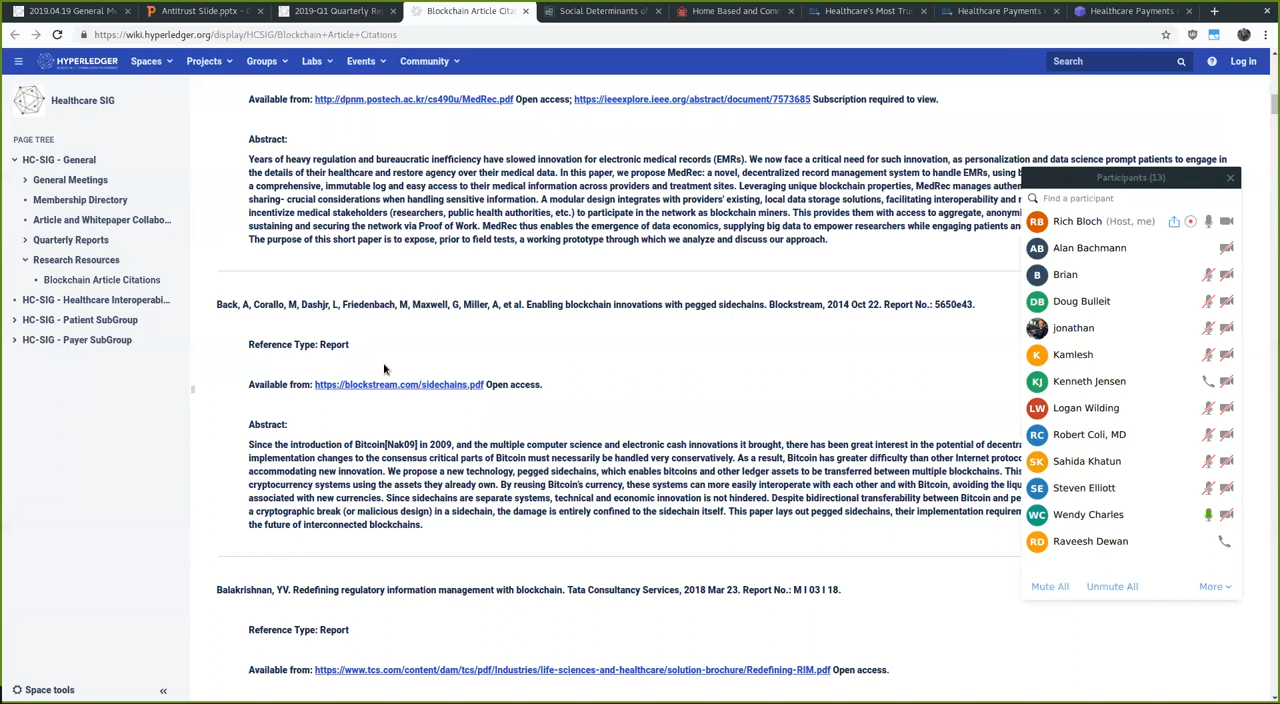 2019.04.19 General M
Antitrust Slide.pptx - C
2019-Q1 Quarterly Re
Blockchain Article Cita
Social Determinants of
Home Based and Com
Healthcare's Most Tru
Healthcare Payments
Healthcare Payments
https://wiki.hyperledger.org/display/HCSIG/Blockchain+Article+Citations
HYPERLEDGER
Spaces
Projects
Groups
Labs
Events
Community
Search
Log in
Healthcare SIG
PAGE TREE
HC-SIG - General
General Meetings
Membership Directory
Article and Whitepaper Collabo...
Quarterly Reports
Research Resources
Blockchain Article Citations
HC-SIG - Healthcare Interoperabi...
HC-SIG - Patient SubGroup
HC-SIG - Payer SubGroup
Space tools
Available from: http://dpnm.postech.ac.kr/cs490u/MedRec.pdf Open access; https://ieeexplore.ieee.org/abstract/document/7573685 Subscription required to view.
Abstract:
Years of heavy regulation and bureaucratic inefficiency have slowed innovation for electronic medical records (EMRs). We now face a critical need for such innovation, as personalization and data science prompt patients to engage in
the details of their healthcare and restore agency over their medical data. In this paper, we propose MedRec: a novel, decentralized record management system to handle EMRs, using b
a comprehensive, immutable log and easy access to their medical information across providers and treatment sites. Leveraging unique blockchain properties, MedRec manages authen
sharing- crucial considerations when handling sensitive information. A modular design integrates with providers' existing, local data storage solutions, facilitating interoperability and m
incentivize medical stakeholders (researchers, public health authorities, etc.) to participate in the network as blockchain miners. This provides them with access to aggregate, anonymi
sustaining and securing the network via Proof of Work. MedRec thus enables the emergence of data economics, supplying big data to empower researchers while engaging patients an
The purpose of this short paper is to expose, prior to field tests, a working prototype through which we analyze and discuss our approach.
Back, A, Corallo, M, Dashjr, L, Friedenbach, M, Maxwell, G, Miller, A, et al. Enabling blockchain innovations with pegged sidechains. Blockstream, 2014 Oct 22. Report No.: 5650e43.
Reference Type: Report
Available from: https://blockstream.com/sidechains.pdf Open access.
Abstract:
Since the introduction of Bitcoin[Nak09] in 2009, and the multiple computer science and electronic cash innovations it brought, there has been great interest in the potential of decentra
implementation changes to the consensus critical parts of Bitcoin must necessarily be handled very conservatively. As a result, Bitcoin has greater difficulty than other Internet protoco
accommodating new innovation. We propose a new technology, pegged sidechains, which enables bitcoins and other ledger assets to be transferred between multiple blockchains. This
cryptocurrency systems using the assets they already own. By reusing Bitcoin's currency, these systems can more easily interoperate with each other and with Bitcoin, avoiding the liqu
associated with new currencies. Since sidechains are separate systems, technical and economic innovation is not hindered. Despite bidirectional transferability between Bitcoin and pe
a cryptographic break (or malicious design) in a sidechain, the damage is entirely confined to the sidechain itself. This paper lays out pegged sidechains, their implementation requirem
the future of interconnected blockchains.
Balakrishnan, YV. Redefining regulatory information management with blockchain. Tata Consultancy Services, 2018 Mar 23. Report No.: M I 03 I 18.
Reference Type: Report
Available from: https://www.tcs.com/content/dam/tcs/pdf/Industries/life-sciences-and-healthcare/solution-brochure/Redefining-RIM.pdf Open access.
Participants (13)
Find a participant
RB Rich Bloch (Host, me)
AB Alan Bachmann
B Brian
DB Doug Bulleit
jonathan
K Kamlesh
KJ Kenneth Jensen
LW Logan Wilding
RC Robert Coli, MD
SK Sahida Khatun
SE Steven Elliott
WC Wendy Charles
RD Raveesh Dewan
Mute All
Unmute All
More